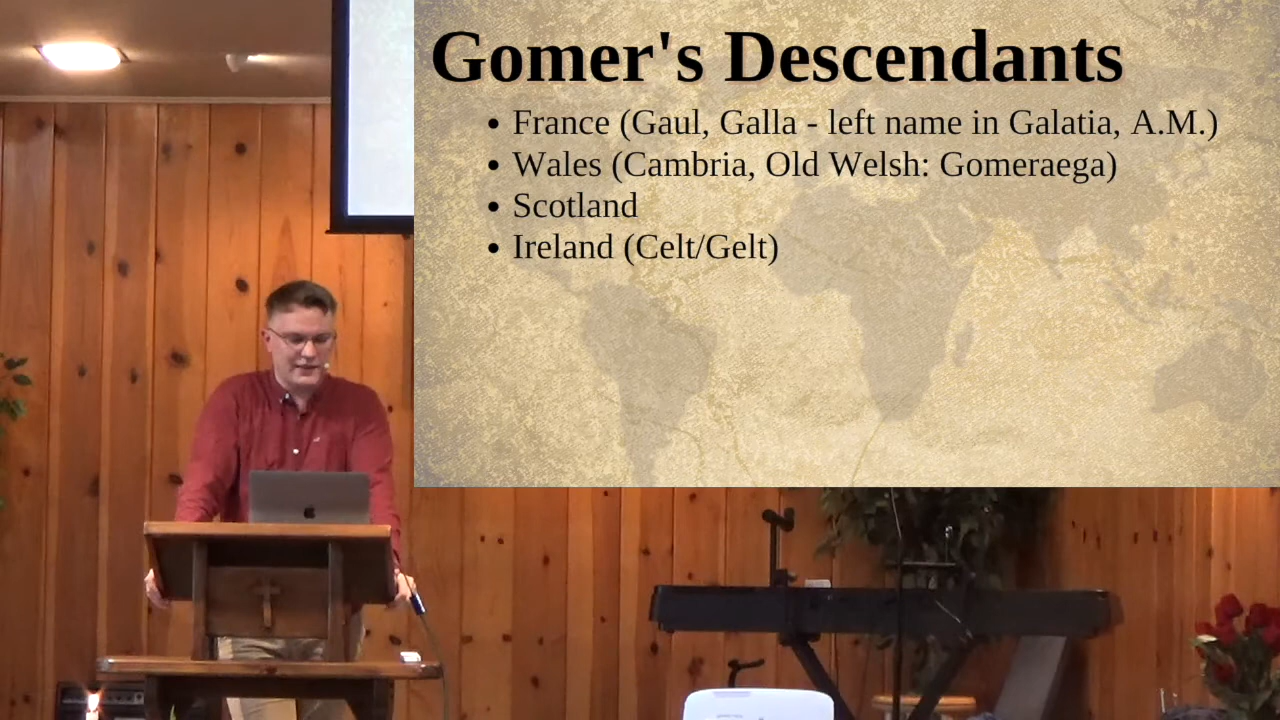 Gomer's Descendants
• France (Gaul, Galla - left name in Galatia, A.M.)
• Wales (Cambria, Old Welsh: Gomeraega)
• Scotland
• Ireland (Celt/Gelt)